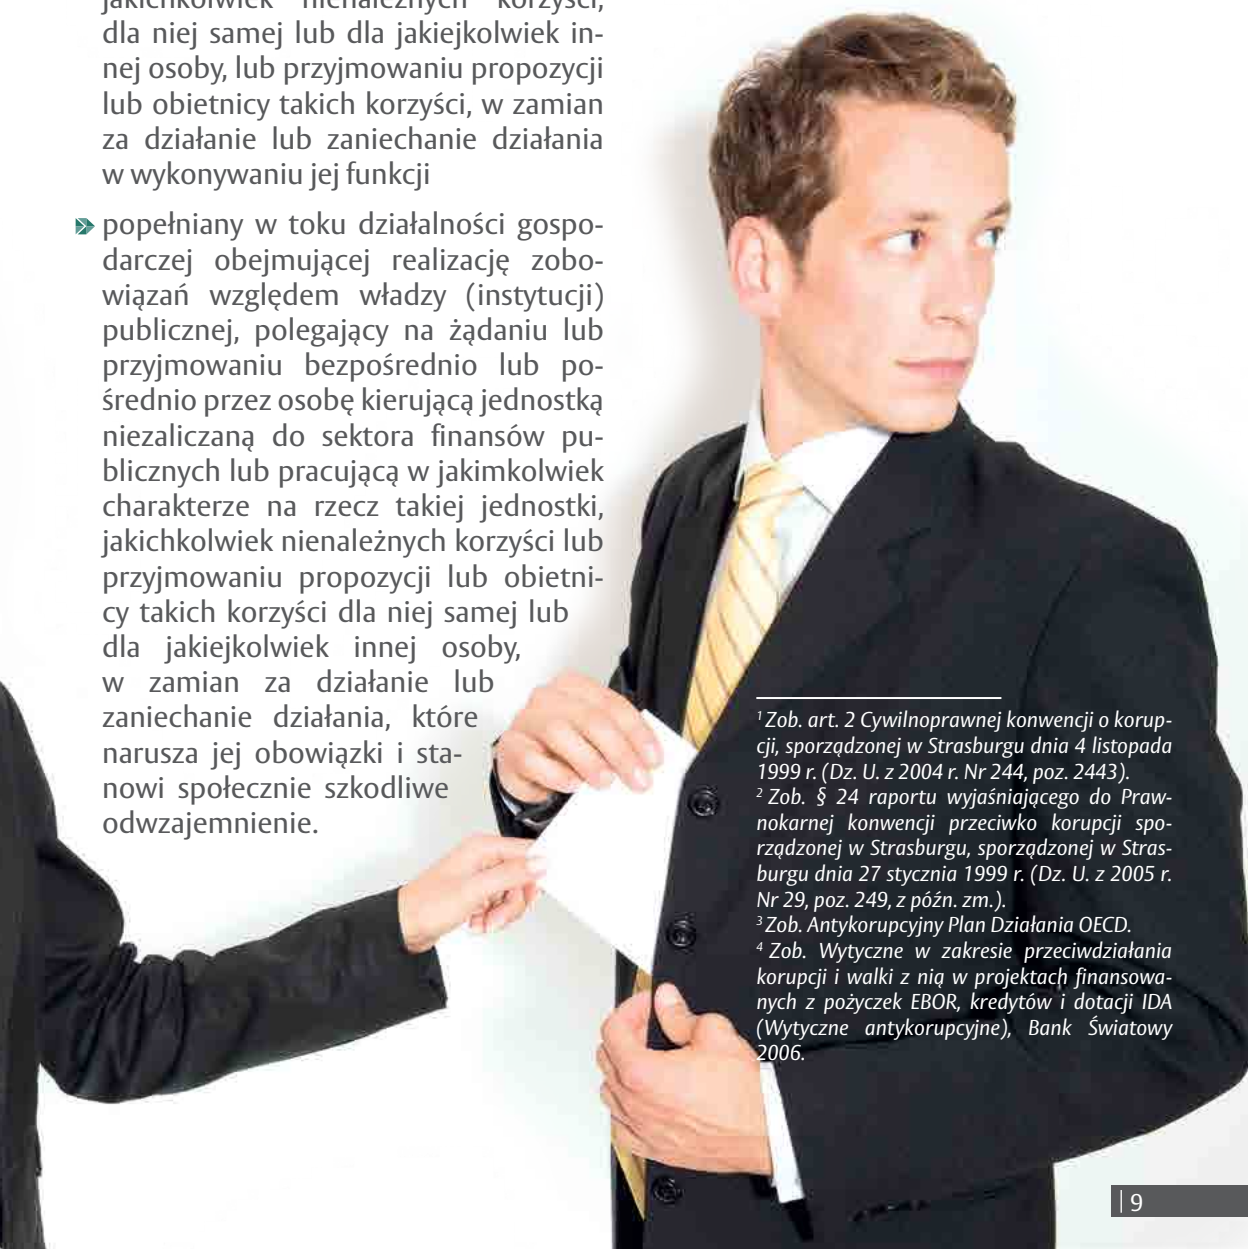 jakichkolwiek nienależnych korzyści,
dla niej samej lub dla jakiejkolwiek in-
nej osoby, lub przyjmowaniu propozycji
lub obietnicy takich korzyści, w zamian
za działanie lub zaniechanie działania
w wykonywaniu jej funkcji
popełniany w toku działalności gospo-
darczej obejmującej realizację zobo-
wiązań względem władzy (instytucji)
publicznej, polegający na żądaniu lub
przyjmowaniu bezpośrednio lub po-
średnio przez osobę kierującą jednostką
niezaliczaną do sektora finansów pu-
blicznych lub pracującą w jakimkolwiek
charakterze na rzecz takiej jednostki,
jakichkolwiek nienależnych korzyści lub
przyjmowaniu propozycji lub obietni-
cy takich korzyści dla niej samej lub
dla jakiejkolwiek innej osoby,
w zamian za działanie lub
zaniechanie działania, które
narusza jej obowiązki i sta-
nowi społecznie szkodliwe
odwzajemnienie.
¹ Zob. art. 2 Cywilnoprawnej konwencji o korup-
cji, sporządzonej w Strasburgu dnia 4 listopada
1999 r. (Dz. U. z 2004 r. Nr 244, poz. 2443).
² Zob. § 24 raportu wyjaśniającego do Praw-
nokarnej konwencji przeciwko korupcji spo-
rządzonej w Strasburgu, sporządzonej w Stras-
burgu dnia 27 stycznia 1999 r. (Dz. U. z 2005 r.
Nr 29, poz. 249, z późn. zm.).
³ Zob. Antykorupcyjny Plan Działania OECD.
⁴ Zob. Wytyczne w zakresie przeciwdziałania
korupcji i walki z nią w projektach finansowa-
nych z pożyczek EBOR, kredytów i dotacji IDA
(Wytyczne antykorupcyjne), Bank Światowy
2006.
| 9